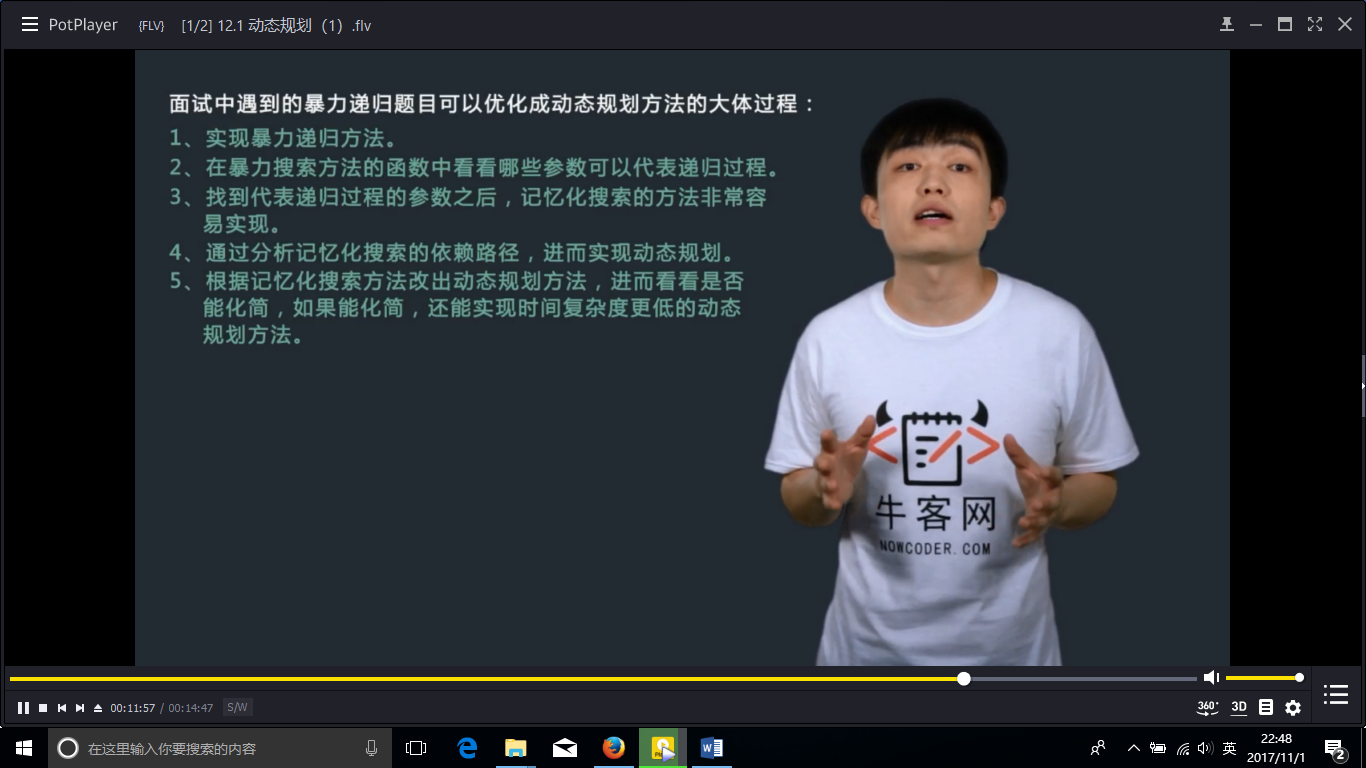 PotPlayer {FLV} [1/2] 12.1 动态规划（1）.flv
面试中遇到的暴力递归题目可以优化成动态规划方法的大体过程：
1、实现暴力递归方法。
2、在暴力搜索方法的函数中看看哪些参数可以代表递归过程。
3、找到代表递归过程的参数之后，记忆化搜索的方法非常容
易实现。
4、通过分析记忆化搜索的依赖路径，进而实现动态规划。
5、根据记忆化搜索方法改出动态规划方法，进而看看是否
能化简，如果能化简，还能实现时间复杂度更低的动态
规划方法。
牛客网
NOWCODER.COM
00:11:57 / 00:14:47 S/W
360° 3D
在这里输入你要搜索的内容
英
22:48
2017/11/1
2